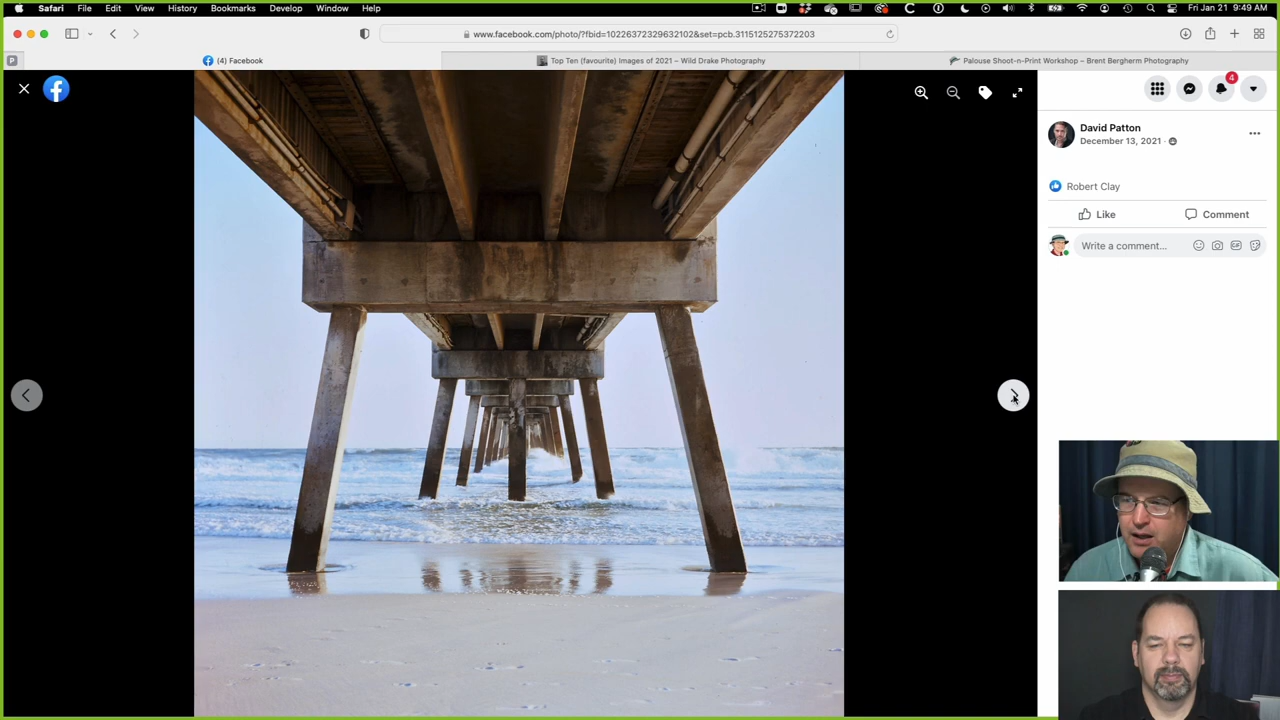 Safari File Edit View History Bookmarks Develop Window Help Fri Jan 21 9:49 AM
www.facebook.com/photo/?fbid=10226372329632102&set=pcb.3115125275372203
(4) Facebook Top Ten (favourite) Images of 2021 – Wild Drake Photography Palouse Shoot-n-Print Workshop – Brent Bergherm Photography
4
David Patton
December 13, 2021 ·
Robert Clay
Like Comment
Write a comment...
GIF